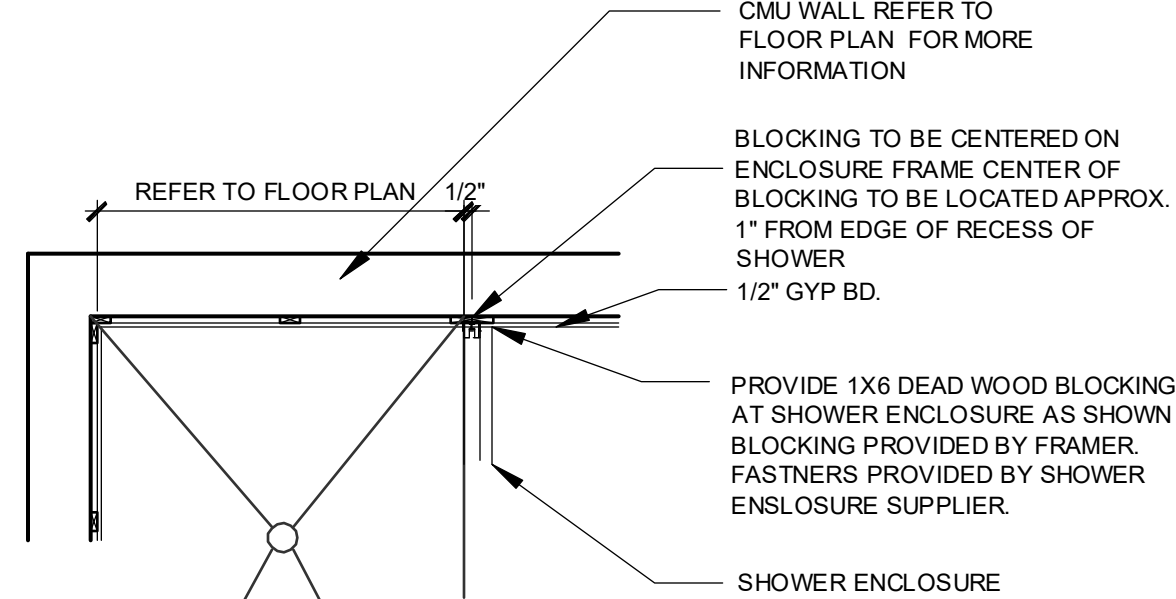 CMU WALL REFER TO
FLOOR PLAN FOR MORE
INFORMATION
BLOCKING TO BE CENTERED ON
ENCLOSURE FRAME CENTER OF
BLOCKING TO BE LOCATED APPROX.
1" FROM EDGE OF RECESS OF
SHOWER
REFER TO FLOOR PLAN 1/2"
1/2" GYP BD.
PROVIDE 1X6 DEAD WOOD BLOCKING
AT SHOWER ENCLOSURE AS SHOWN
BLOCKING PROVIDED BY FRAMER.
FASTNERS PROVIDED BY SHOWER
ENSLOSURE SUPPLIER.
SHOWER ENCLOSURE